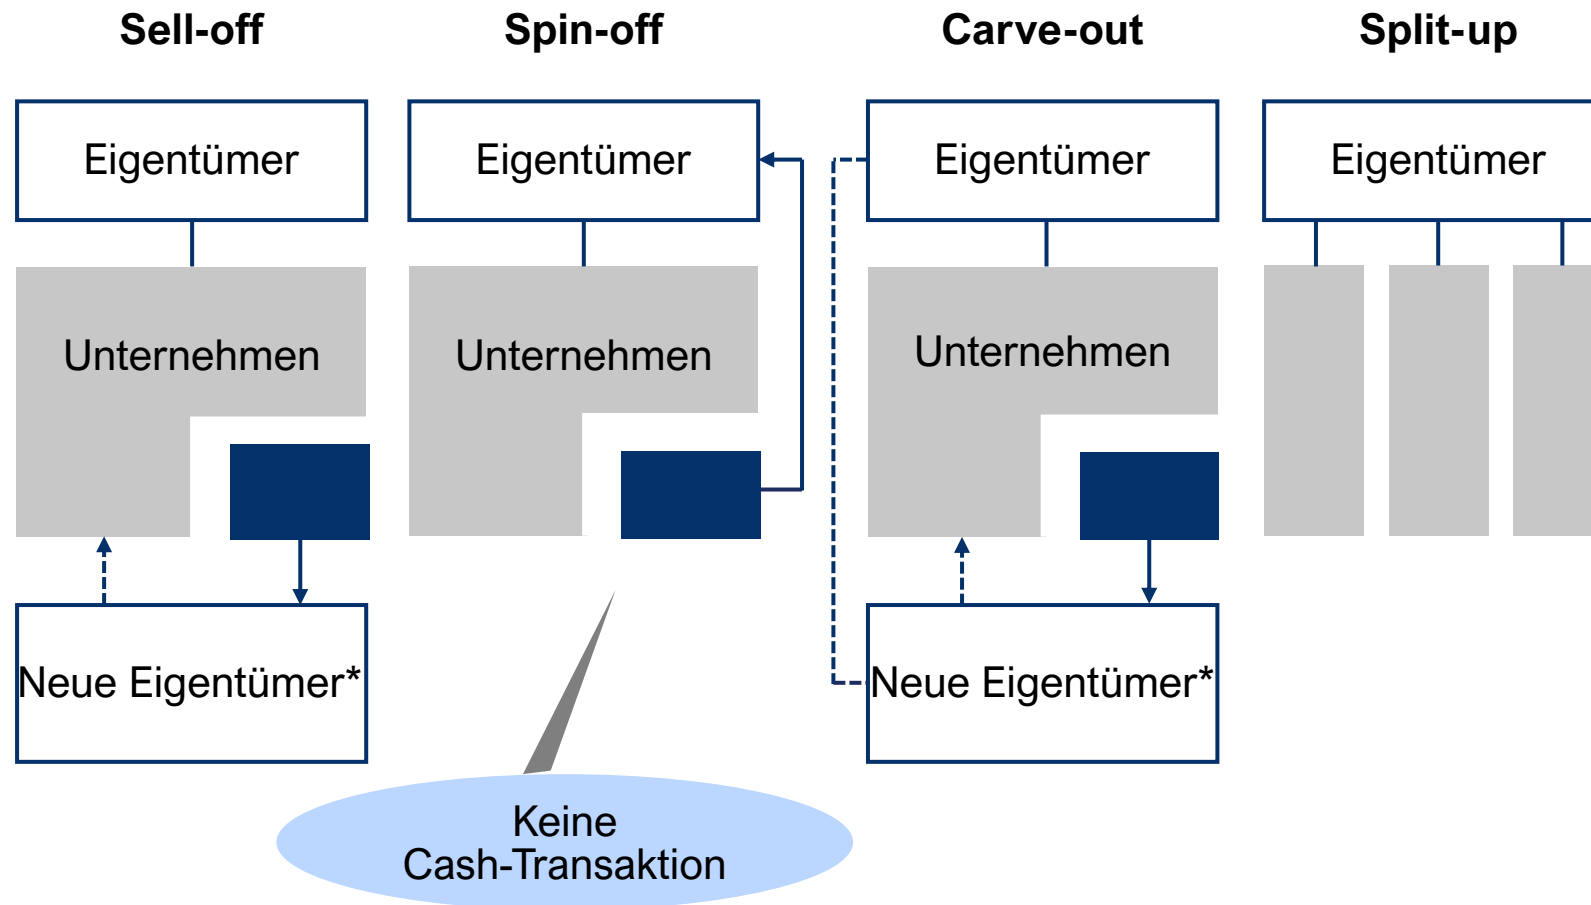 Sell-off
Spin-off
Carve-out
Split-up
Eigentümer
Eigentümer
Eigentümer
Eigentümer
Unternehmen
Unternehmen
Unternehmen
Neue Eigentümer*
Neue Eigentümer*
Keine
Cash-Transaktion